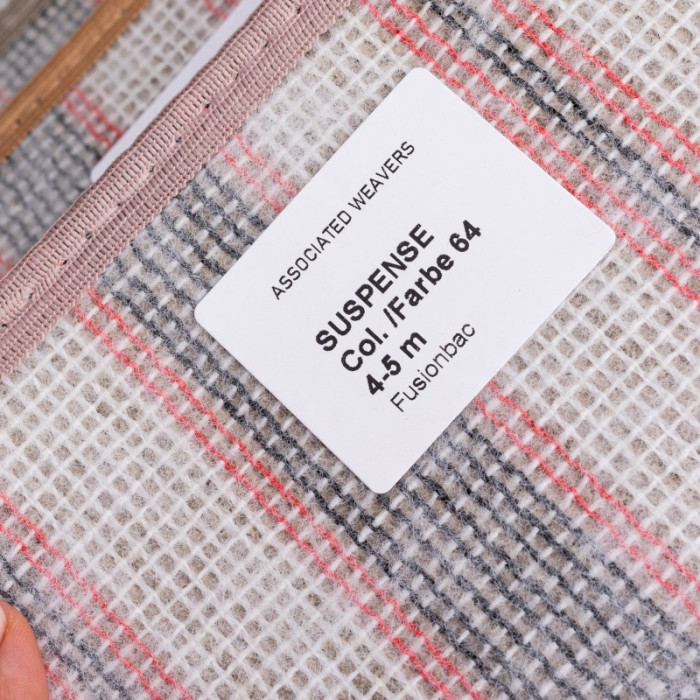 ASSOCIATED WEAVERS
SUSPENSE
Col. /Farbe 64
4-5 m
Fusionbac